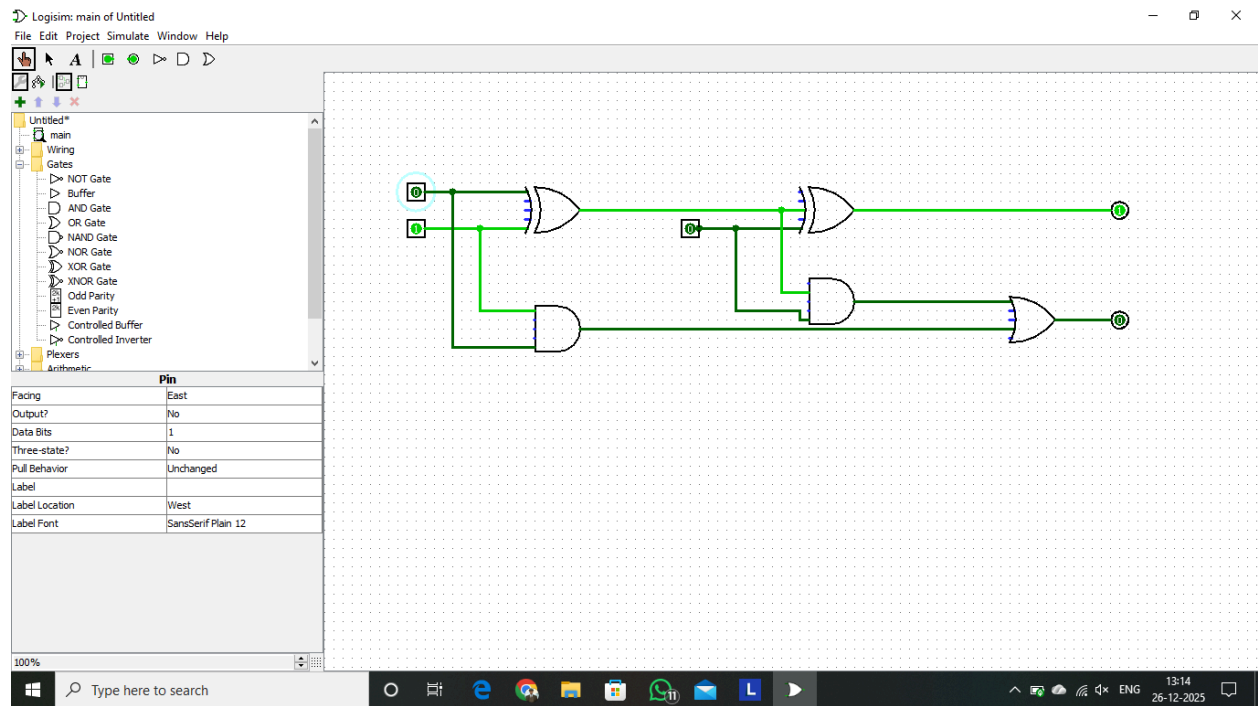 Logisim: main of Untitled
File Edit Project Simulate Window Help
A
Untitled*
main
Wiring
Gates
NOT Gate
Buffer
AND Gate
OR Gate
NAND Gate
NOR Gate
XOR Gate
XNOR Gate
Odd Parity
Even Parity
Controlled Buffer
Controlled Inverter
Plexers
Arithmetic
Pin
Facing East
Output? No
Data Bits 1
Three-state? No
Pull Behavior Unchanged
Label
Label Location West
Label Font SansSerif Plain 12
0
1
0
1
0
100%
Type here to search
11
L
ENG
13:14
26-12-2025